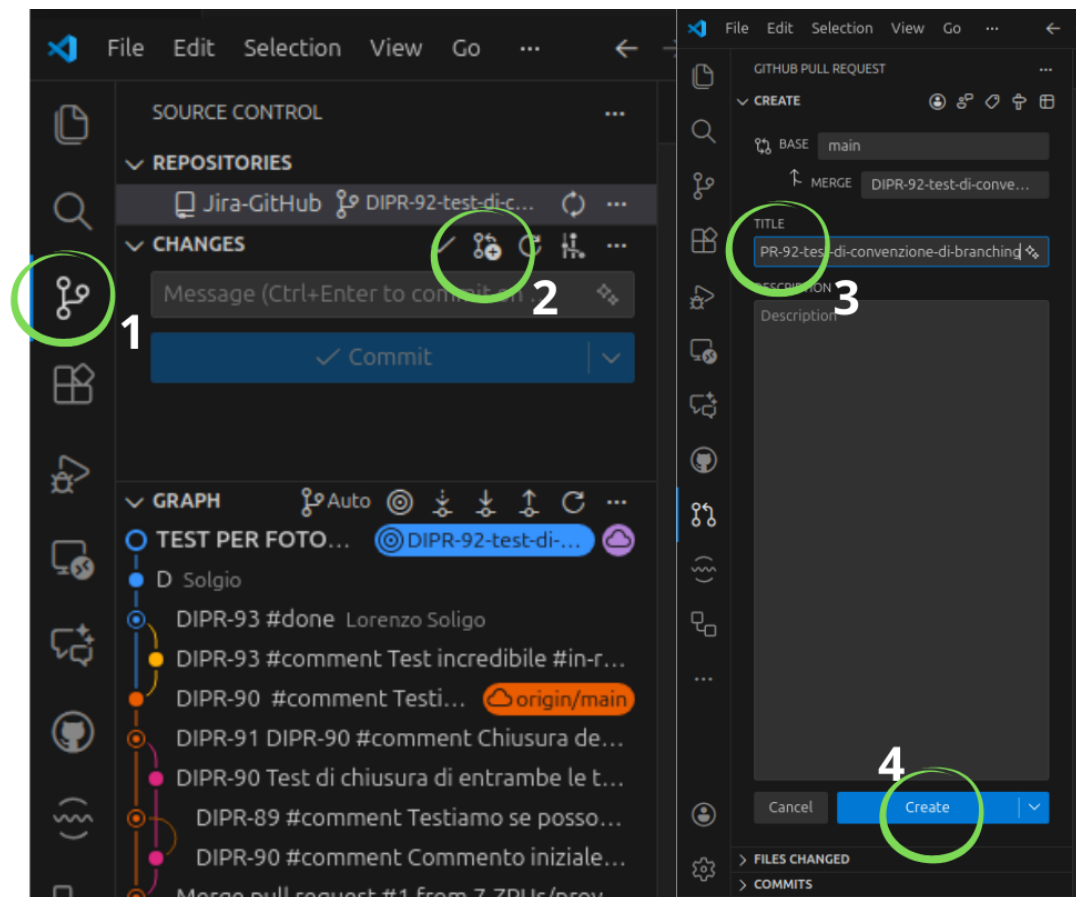 File Edit Selection View Go ... ←
SOURCE CONTROL ...
REPOSITORIES
Jira-GitHub DIPR-92-test-di-c... ...
CHANGES ...
Message (Ctrl+Enter to commit on ...
Commit
1
2
GRAPH Auto ...
TEST PER FOTO... DIPR-92-test-di-...
D Solgio
DIPR-93 #done Lorenzo Soligo
DIPR-93 #comment Test incredibile #in-r...
DIPR-90 #comment Testi... origin/main
DIPR-91 DIPR-90 #comment Chiusura de...
DIPR-90 Test di chiusura di entrambe le t...
DIPR-89 #comment Testiamo se posso...
DIPR-90 #comment Commento iniziale...
Merge pull request #1 from 7-ZPUs/prov...
File Edit Selection View Go ... ←
GITHUB PULL REQUEST ...
CREATE
BASE main
MERGE DIPR-92-test-di-conve...
TITLE
PR-92-test-di-convenzione-di-branching
3
DESCRIPTION
Description
...
4
Cancel Create
FILES CHANGED
COMMITS